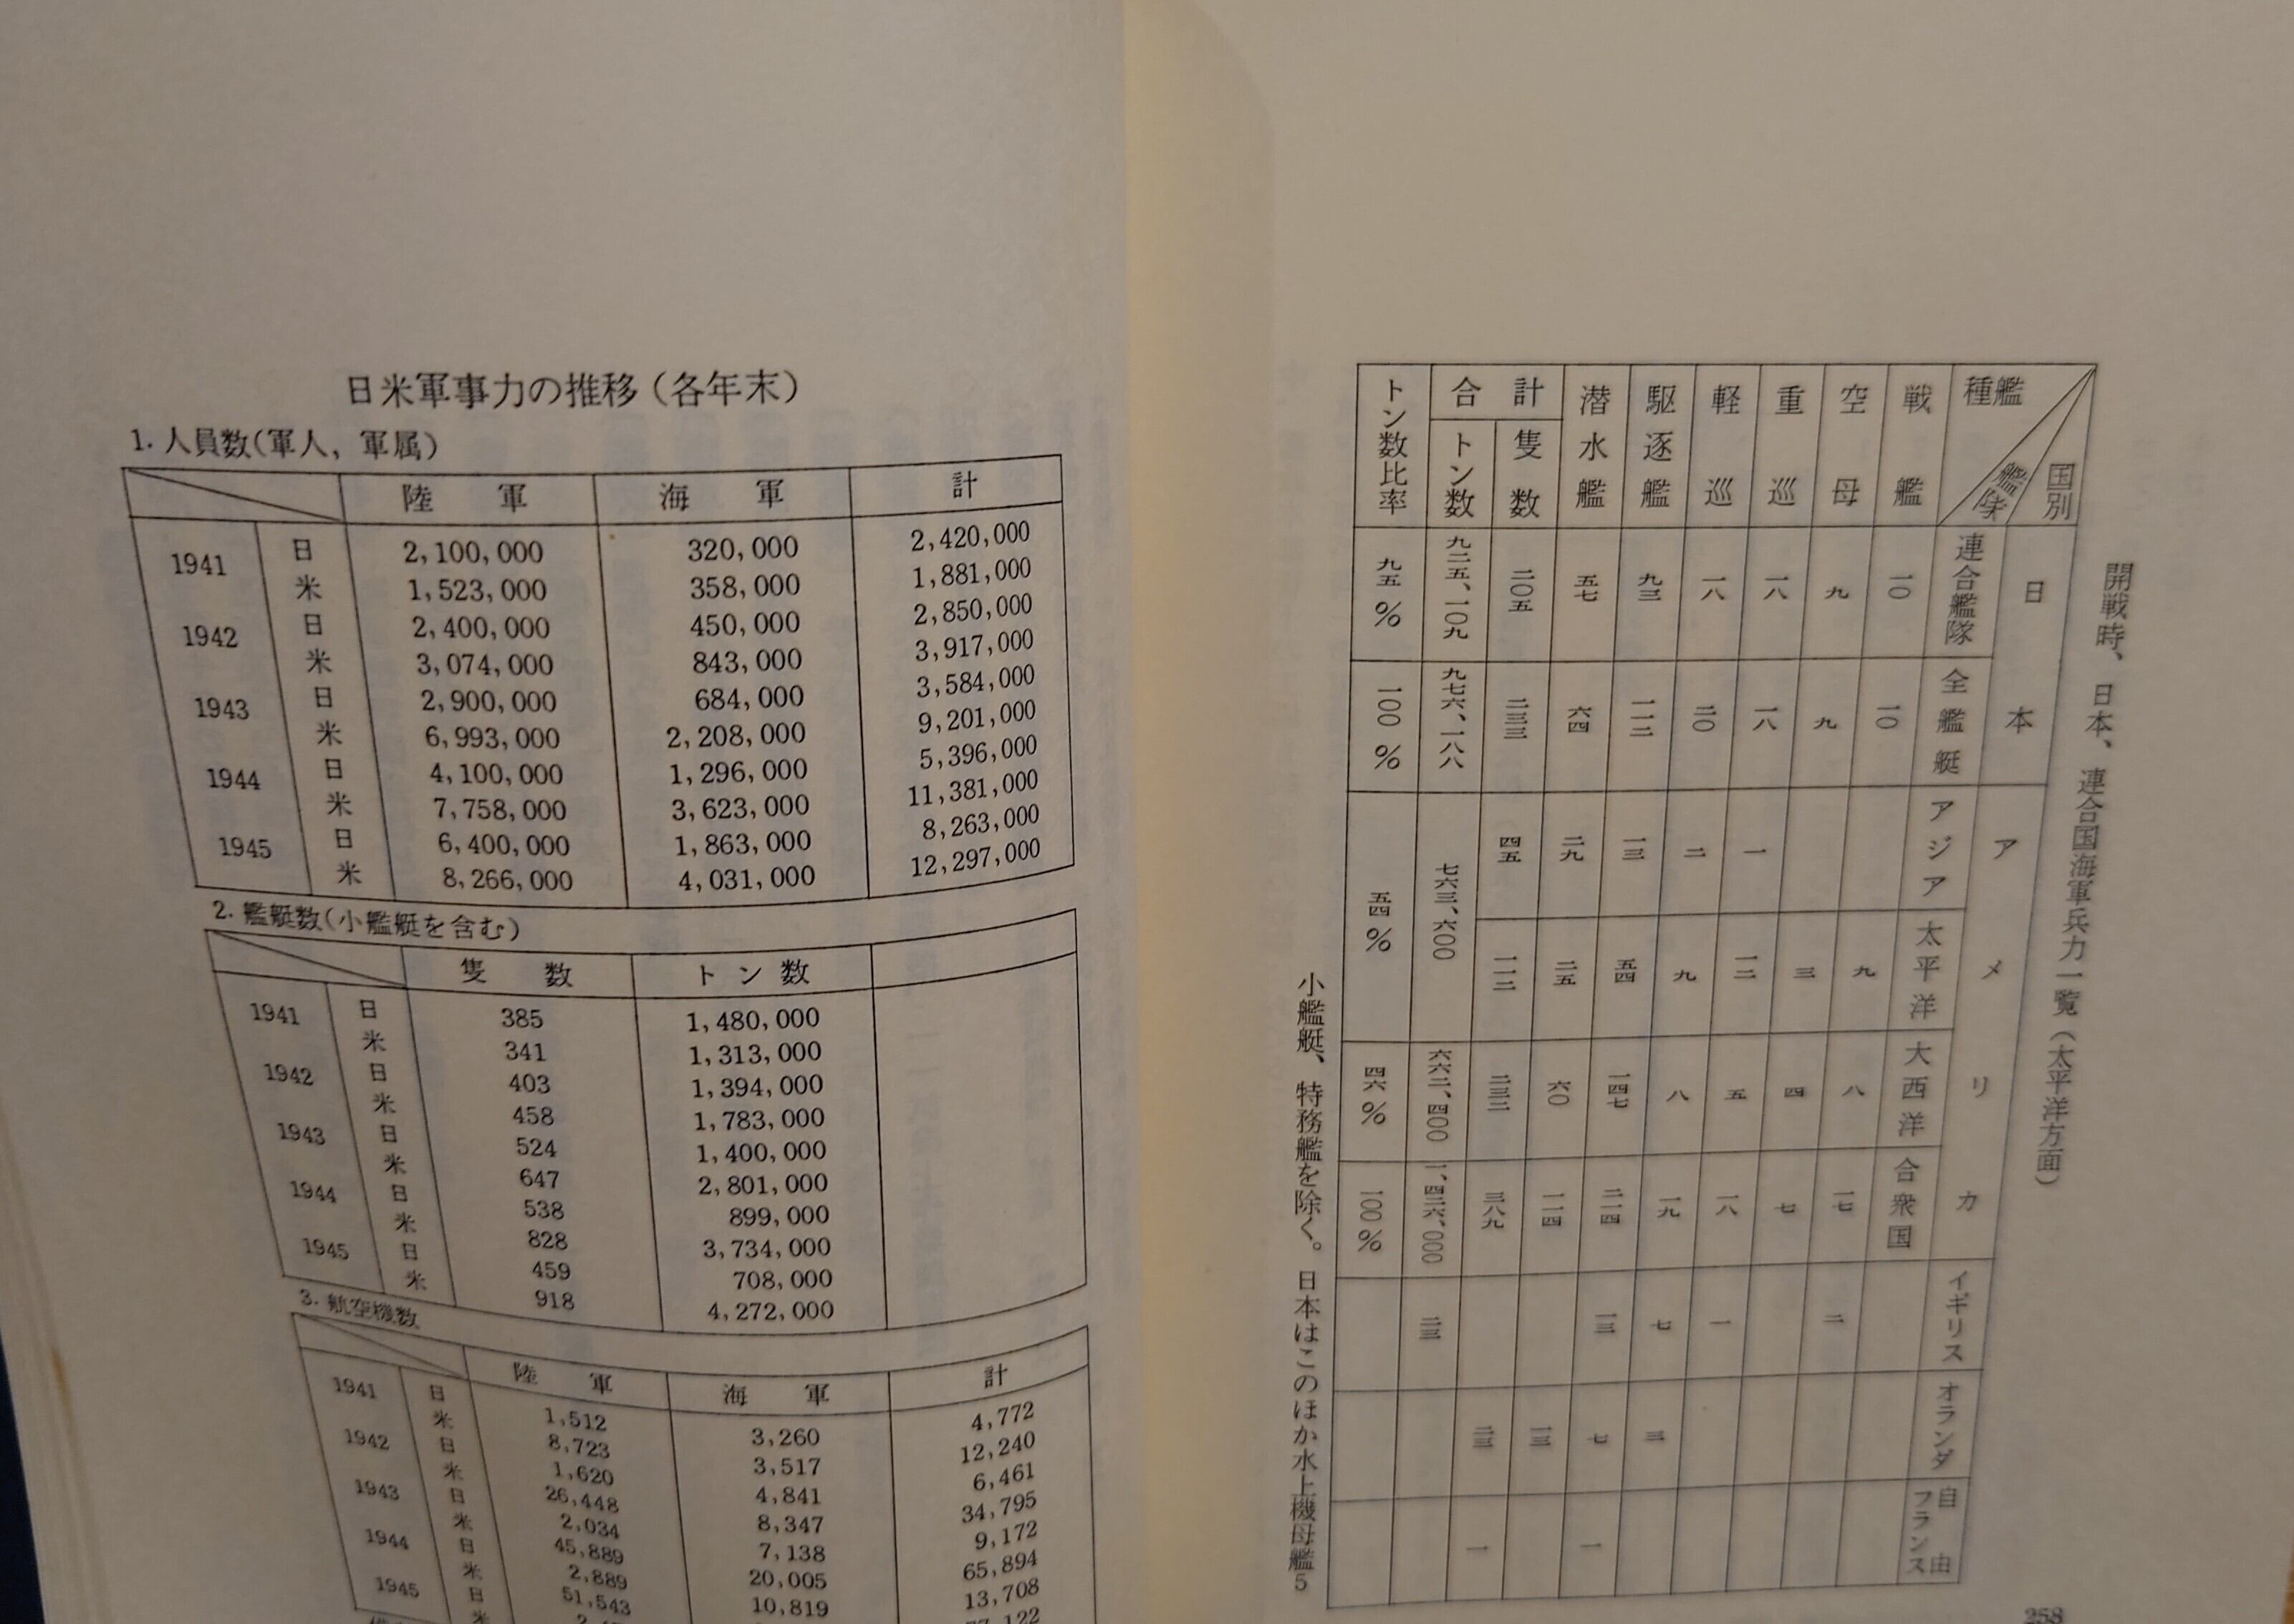 日米軍事力の推移（各年末）
1. 人員数（軍人，軍属）
陸軍 海軍 計
1941 日 2,100,000 320,000 2,420,000
米 1,523,000 358,000 1,881,000
1942 日 2,400,000 450,000 2,850,000
米 3,074,000 843,000 3,917,000
1943 日 2,900,000 684,000 3,584,000
米 6,993,000 2,208,000 9,201,000
1944 日 4,100,000 1,296,000 5,396,000
米 7,758,000 3,623,000 11,381,000
1945 日 6,400,000 1,863,000 8,263,000
米 8,266,000 4,031,000 12,297,000
2. 艦艇数（小艦艇を含む）
隻数 トン数
1941 日 385 1,480,000
米 341 1,313,000
1942 日 403 1,394,000
米 458 1,783,000
1943 日 524 1,400,000
米 647 2,801,000
1944 日 538 899,000
米 828 3,734,000
1945 日 459 708,000
米 918 4,272,000
3. 航空機数
陸軍 海軍 計
1941 日 1,512 3,260 4,772
米 8,723 3,517 12,240
1942 日 1,620 4,841 6,461
米 26,448 8,347 34,795
1943 日 2,034 7,138 9,172
米 45,889 20,005 65,894
1944 日 2,889 10,819 13,708
米 51,543
1945 日
米
開戦時、日本、連合国海軍兵力一覧（太平洋方面）
国別 日本 アメリカ イギリス オランダ 自由フランス
艦隊 連合艦隊 全艦艇 アジア 太平洋 大西洋 合衆国
艦種
戦艦 一〇 一〇 九 八 一七 二
空母 九 九 三 四 七
重巡 一八 一八 一 一二 五 一八 一
軽巡 一八 二〇 二 九 八 一九 七 三
駆逐艦 九三 一一二 一三 五四 一四七 二一四 一三 七 一
潜水艦 五七 六四 二九 二五 六〇 一一四 一三
合計 隻数 二〇五 二三三 四五 一一二 二三二 三八九 二三 一
トン数 九二五、一〇九 九七六、一八八 七六三、六〇〇 六六二、四〇〇 一、四二六、〇〇〇 二三
トン数比率 九五% 一〇〇% 五四% 四六% 一〇〇%
小艦艇、特務艦を除く。日本はこのほか水上機母艦5
258